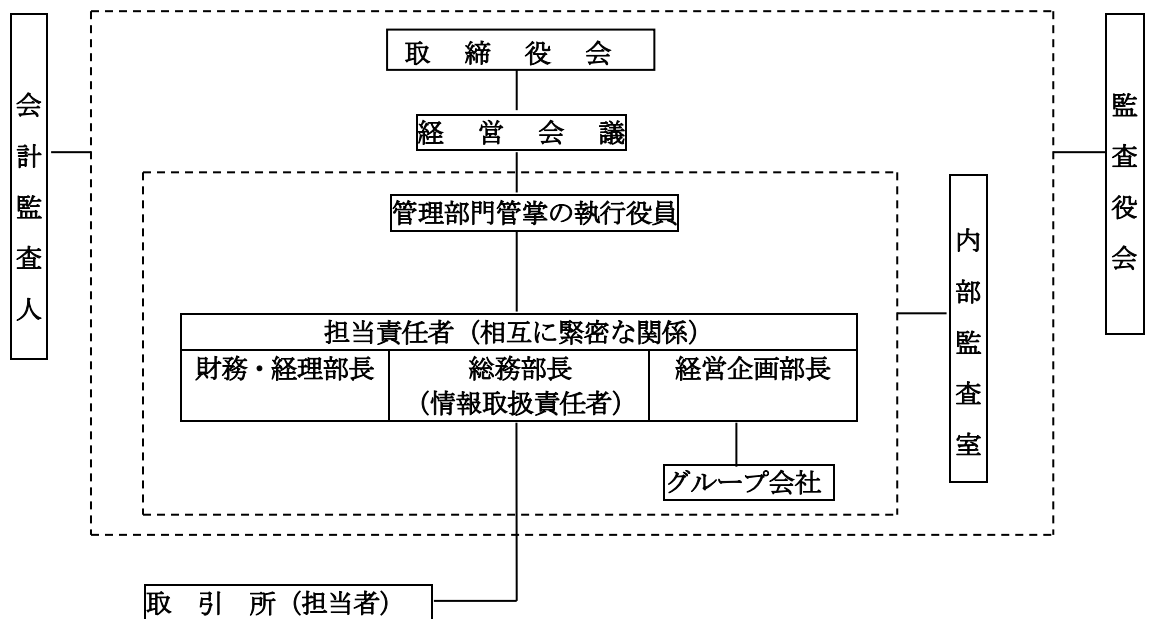 会計監査人
取締役会
経営会議
管理部門管掌の執行役員
担当責任者（相互に緊密な関係）
財務・経理部長
総務部長
（情報取扱責任者）
経営企画部長
グループ会社
内部監査室
監査役会
取引所（担当者）